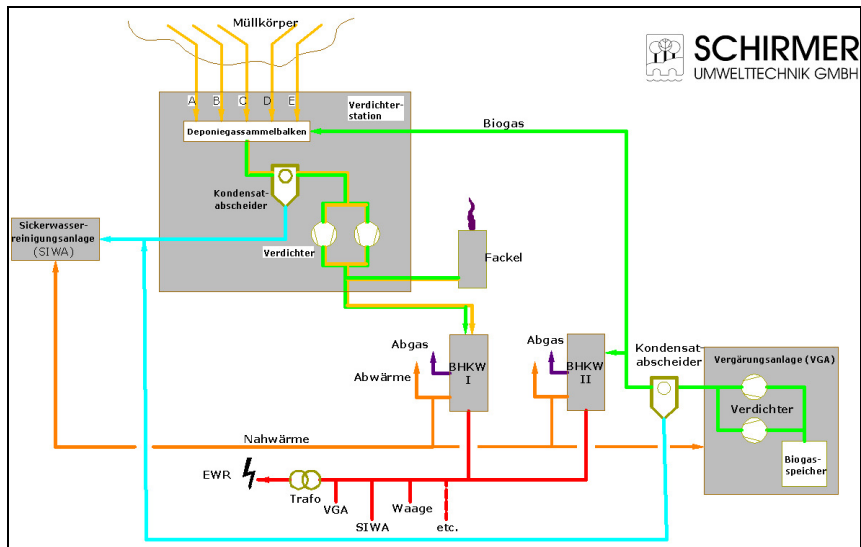 Müllkörper
SCHIRMER
UMWELTTECHNIK GMBH
A B C D E
Verdichter-
station
Deponiegassammelbalken
Biogas
Kondensat-
abscheider
Sickerwasser-
reinigungsanlage
(SIWA)
Verdichter
Fackel
Abgas
Abwärme
BHKW
I
Abgas
BHKW
II
Kondensat-
abscheider
Vergärungsanlage (VGA)
Verdichter
Biogas-
speicher
Nahwärme
EWR
Trafo
VGA
SIWA
Waage
etc.